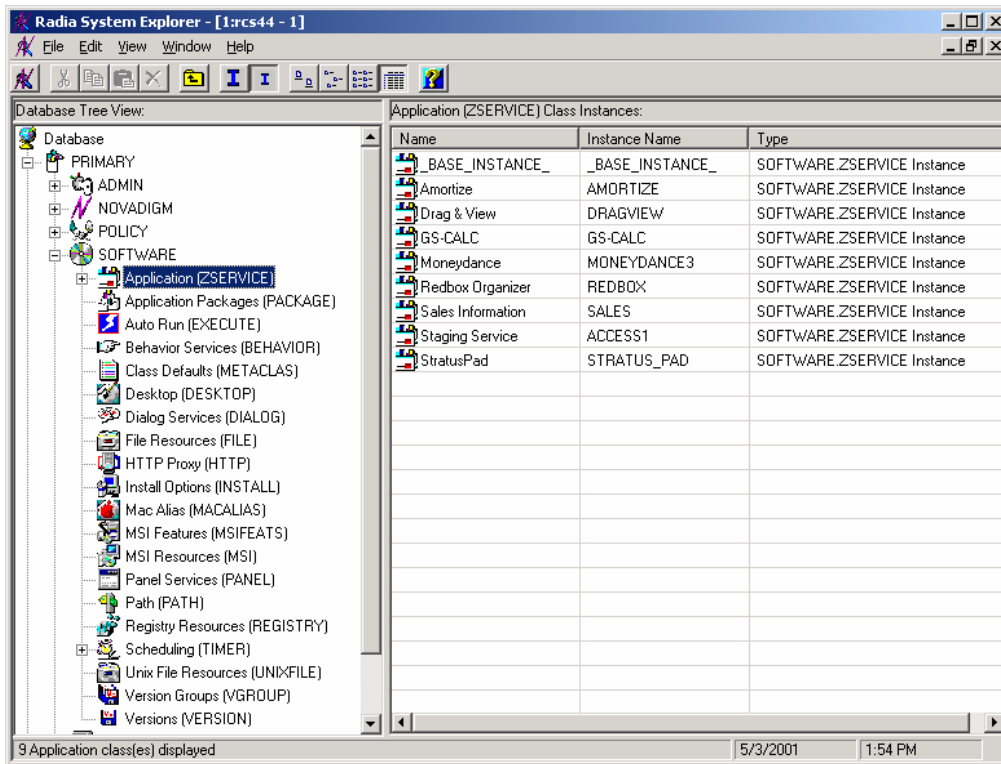 Radia System Explorer - [1:rcs44 - 1]
File Edit View Window Help
Database Tree View:
Database
PRIMARY
ADMIN
NOVADIGM
POLICY
SOFTWARE
Application (ZSERVICE)
Application Packages (PACKAGE)
Auto Run (EXECUTE)
Behavior Services (BEHAVIOR)
Class Defaults (METACLAS)
Desktop (DESKTOP)
Dialog Services (DIALOG)
File Resources (FILE)
HTTP Proxy (HTTP)
Install Options (INSTALL)
Mac Alias (MACALIAS)
MSI Features (MSIFEATS)
MSI Resources (MSI)
Panel Services (PANEL)
Path (PATH)
Registry Resources (REGISTRY)
Scheduling (TIMER)
Unix File Resources (UNIXFILE)
Version Groups (VGROUP)
Versions (VERSION)
Application (ZSERVICE) Class Instances:
Name Instance Name Type
_BASE_INSTANCE_ _BASE_INSTANCE_ SOFTWARE.ZSERVICE Instance
Amortize AMORTIZE SOFTWARE.ZSERVICE Instance
Drag & View DRAGVIEW SOFTWARE.ZSERVICE Instance
GS-CALC GS-CALC SOFTWARE.ZSERVICE Instance
Moneydance MONEYDANCE3 SOFTWARE.ZSERVICE Instance
Redbox Organizer REDBOX SOFTWARE.ZSERVICE Instance
Sales Information SALES SOFTWARE.ZSERVICE Instance
Staging Service ACCESS1 SOFTWARE.ZSERVICE Instance
StratusPad STRATUS_PAD SOFTWARE.ZSERVICE Instance
9 Application class(es) displayed 5/3/2001 1:54 PM